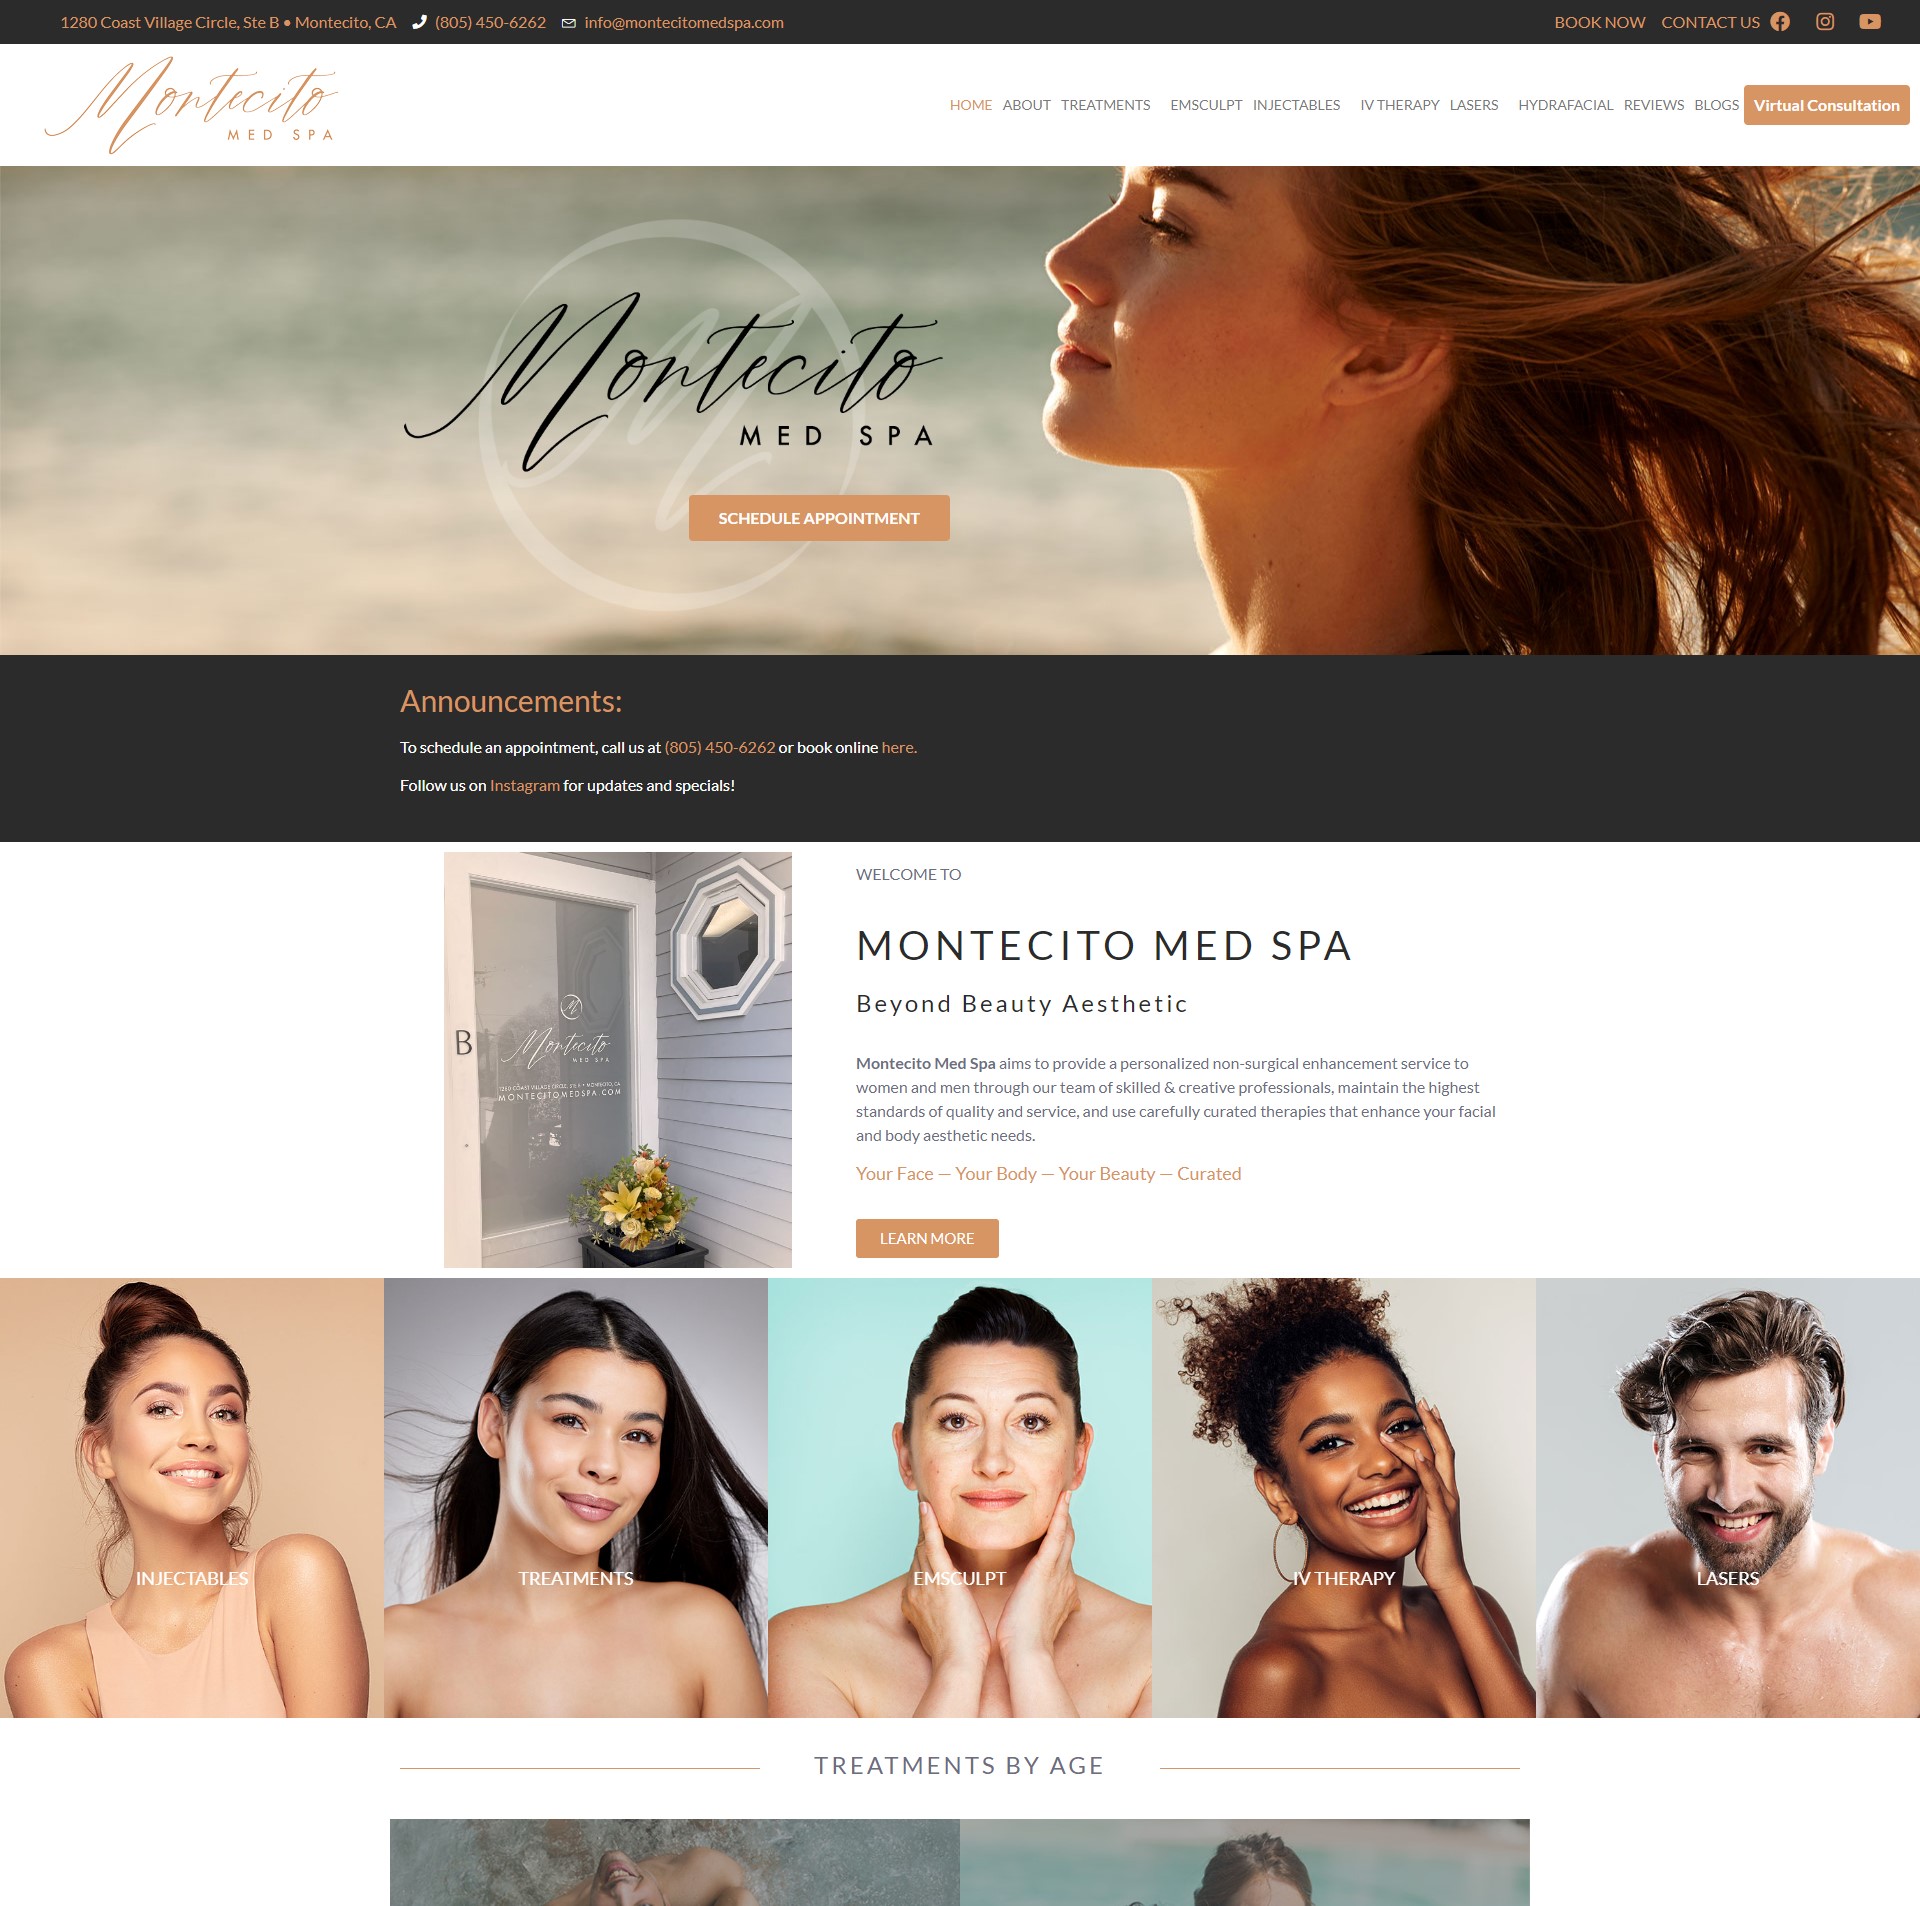 1280 Coast Village Circle, Ste B • Montecito, CA (805) 450-6262 info@montecitomedspa.com BOOK NOW CONTACT US
Montecito
MED SPA
HOME ABOUT TREATMENTS EMSCULPT INJECTABLES IV THERAPY LASERS HYDRAFACIAL REVIEWS BLOGS Virtual Consultation
Montecito
MED SPA
SCHEDULE APPOINTMENT
Announcements:
To schedule an appointment, call us at (805) 450-6262 or book online here.
Follow us on Instagram for updates and specials!
B
Montecito
MED SPA
1280 COAST VILLAGE CIRCLE, STE B • MONTECITO, CA
MONTECITOMEDSPA.COM
WELCOME TO
MONTECITO MED SPA
Beyond Beauty Aesthetic
Montecito Med Spa aims to provide a personalized non-surgical enhancement service to
women and men through our team of skilled & creative professionals, maintain the highest
standards of quality and service, and use carefully curated therapies that enhance your facial
and body aesthetic needs.
Your Face — Your Body — Your Beauty — Curated
LEARN MORE
INJECTABLES
TREATMENTS
EMSCULPT
IV THERAPY
LASERS
TREATMENTS BY AGE